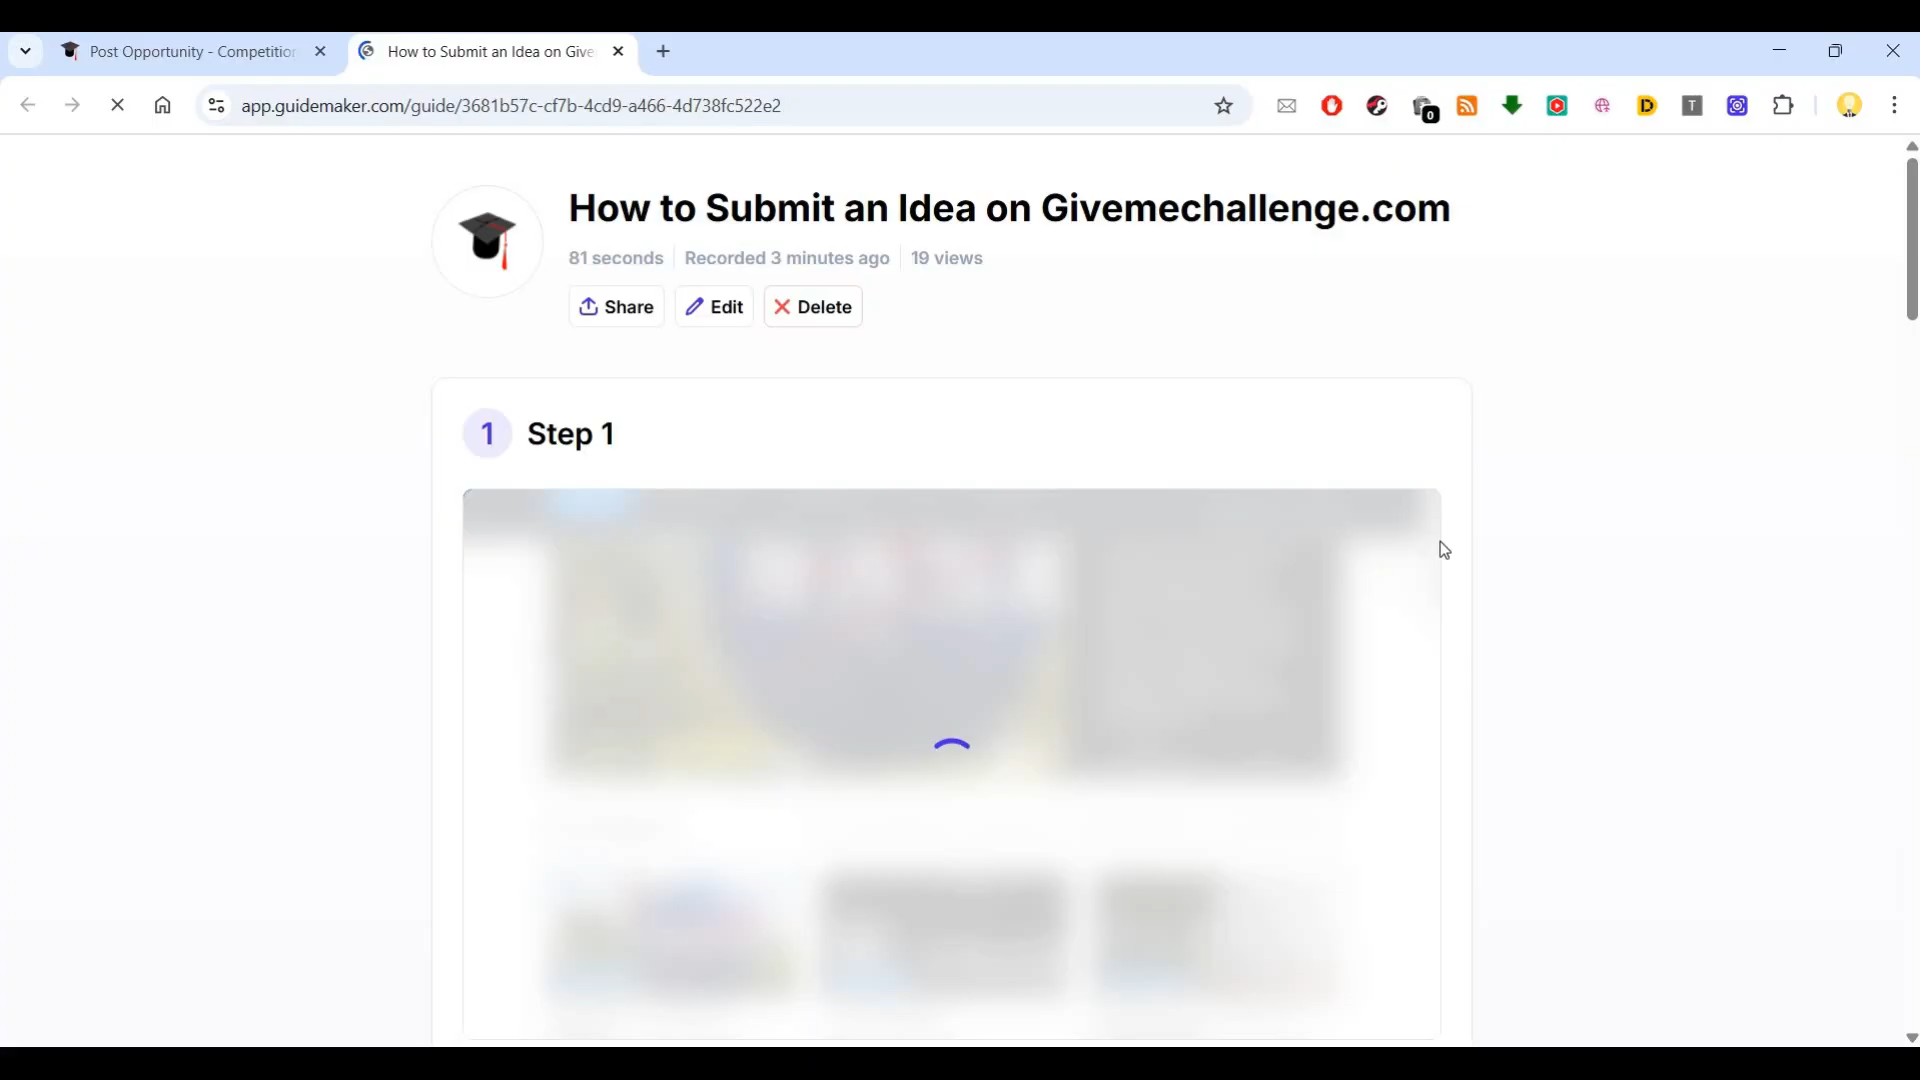 Post Opportunity - Competition
How to Submit an Idea on Give
app.guidemaker.com/guide/3681b57c-cf7b-4cd9-a466-4d738fc522e2
0
D
T
How to Submit an Idea on Givemechallenge.com
81 seconds
Recorded 3 minutes ago
19 views
Share
Edit
Delete
1
Step 1